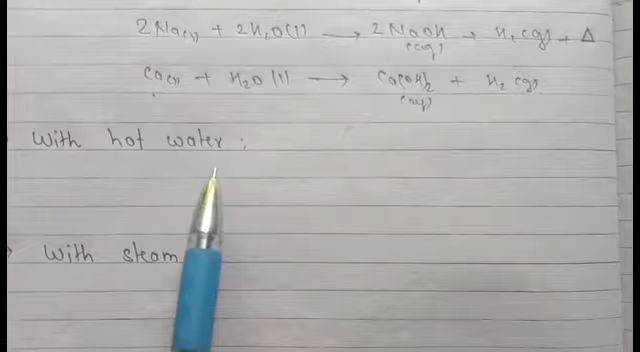 2Na(s) + 2H2O(l) → 2NaOH (aq) + H2(g) + Δ
Ca(s) + H2O(l) → Ca(OH)2 (aq) + H2(g)
With hot water:
With steam